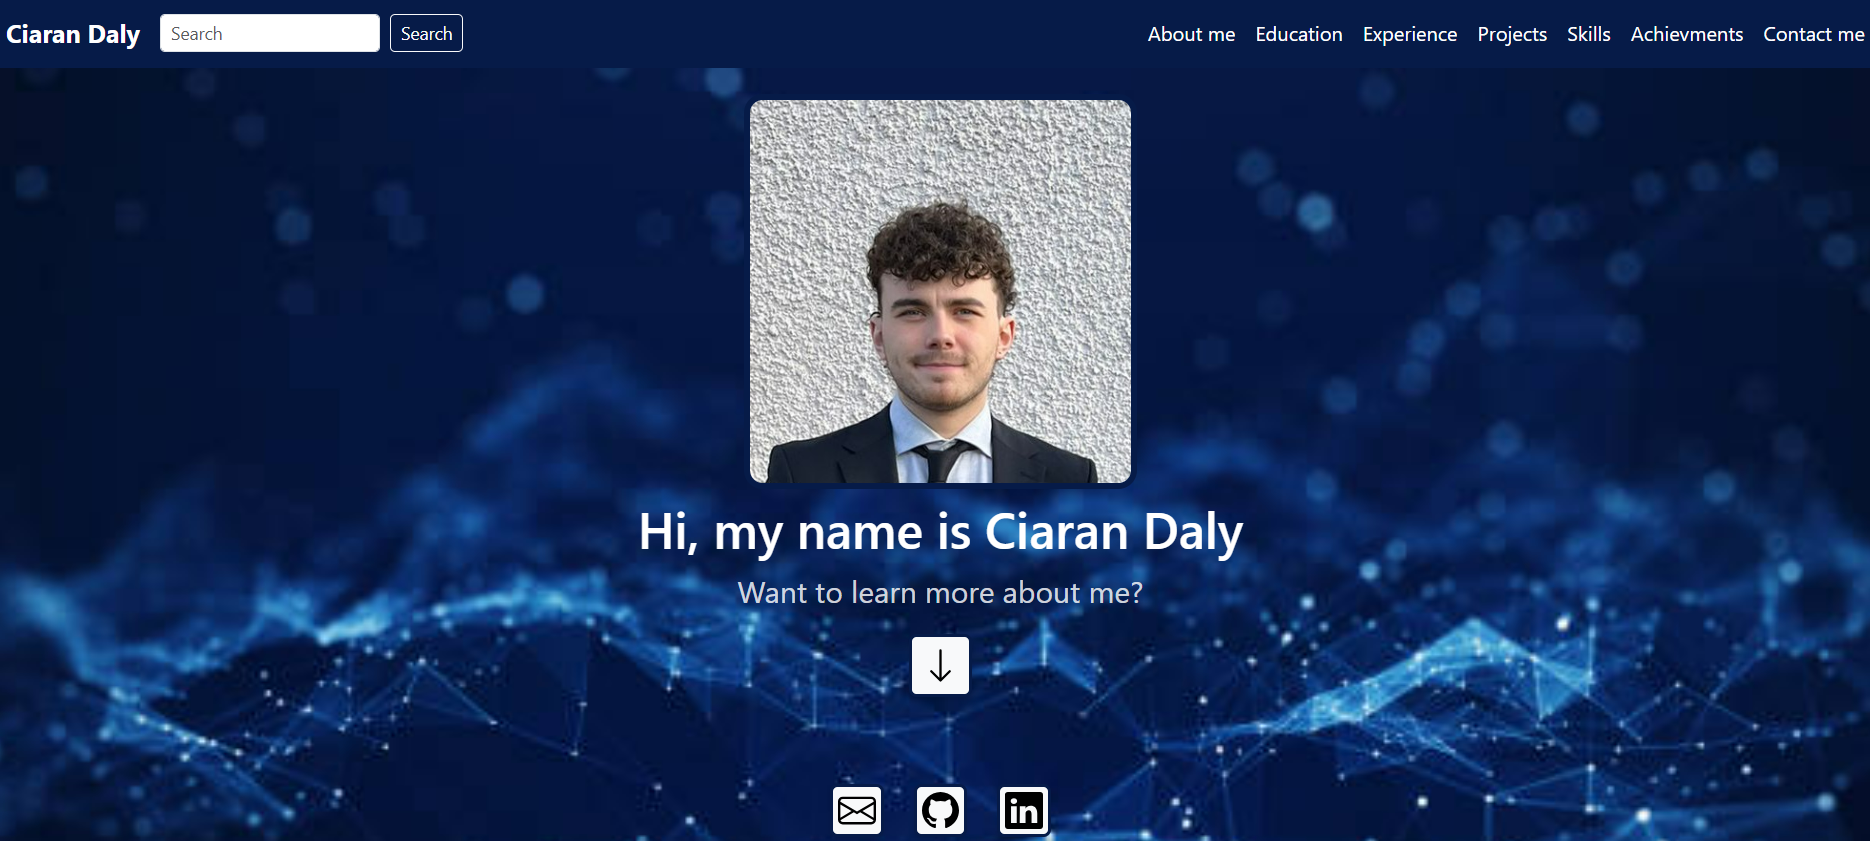 Ciaran Daly Search Search About me Education Experience Projects Skills Achievments Contact me
Hi, my name is Ciaran Daly
Want to learn more about me?
in